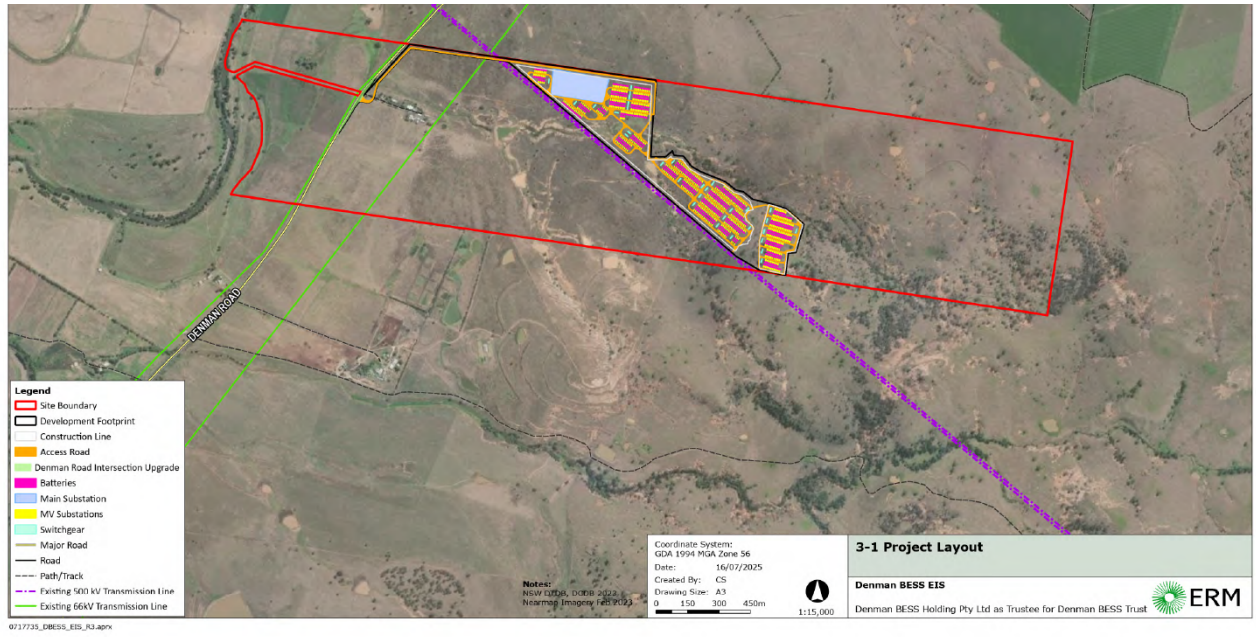 DENMAN ROAD
Legend
Site Boundary
Development Footprint
Construction Line
Access Road
Denman Road Intersection Upgrade
Batteries
Main Substation
MV Substations
Switchgear
Major Road
Road
Path/Track
Existing 500 kV Transmission Line
Existing 66kV Transmission Line
Notes:
NSW DTDB, DCDB 2022
Nearmap Imagery Feb 2023
Coordinate System:
GDA 1994 MGA Zone 56
Date: 16/07/2025
Created By: CS
Drawing Size: A3
0 150 300 450m
1:15,000
3-1 Project Layout
Denman BESS EIS
Denman BESS Holding Pty Ltd as Trustee for Denman BESS Trust
ERM
0717735_DBESS_EIS_R3.aprx